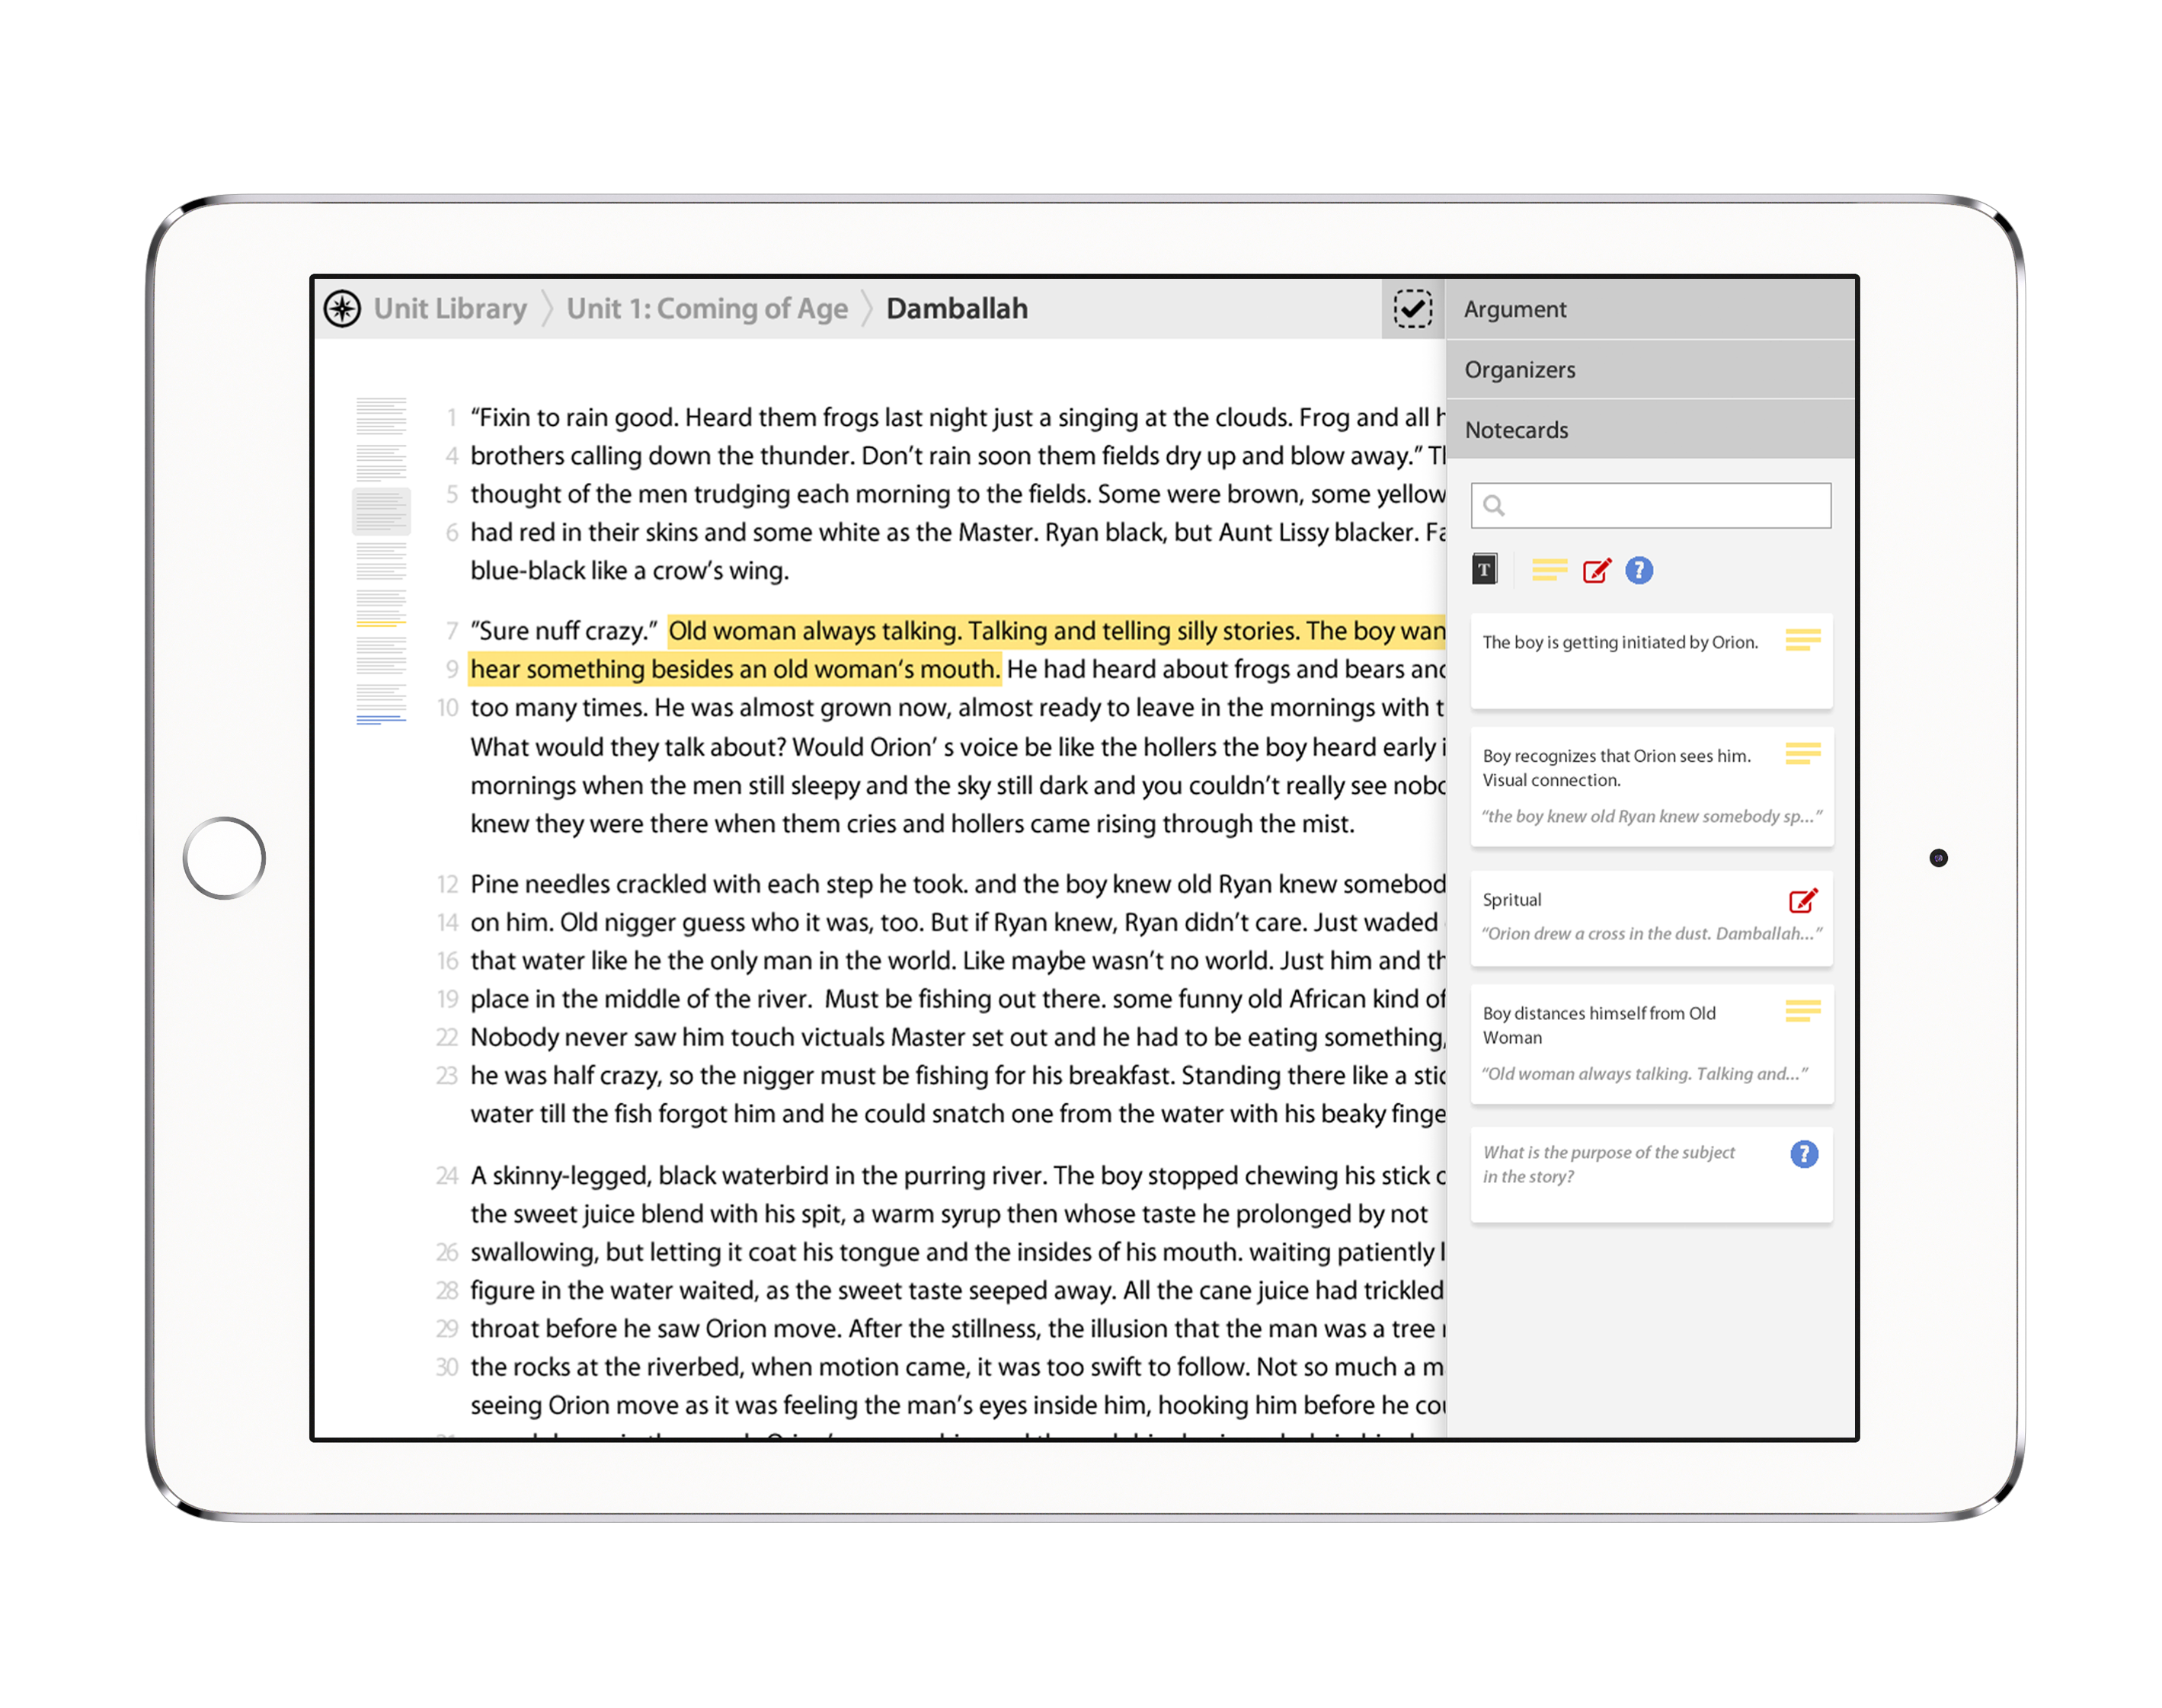 Unit Library
Unit 1: Coming of Age
Damballah
1 “Fixin to rain good. Heard them frogs last night just a singing at the clouds. Frog and all
4 brothers calling down the thunder. Don’t rain soon them fields dry up and blow away.”
5 thought of the men trudging each morning to the fields. Some were brown, some yellow
6 had red in their skins and some white as the Master. Ryan black, but Aunt Lissy blacker.
blue-black like a crow’s wing.
7 ”Sure nuff crazy.” Old woman always talking. Talking and telling silly stories. The boy
9 hear something besides an old woman‘s mouth. He had heard about frogs and bears
10 too many times. He was almost grown now, almost ready to leave in the mornings with
What would they talk about? Would Orion’ s voice be like the hollers the boy heard early
mornings when the men still sleepy and the sky still dark and you couldn’t really see
knew they were there when them cries and hollers came rising through the mist.
12 Pine needles crackled with each step he took. and the boy knew old Ryan knew
14 on him. Old nigger guess who it was, too. But if Ryan knew, Ryan didn’t care. Just waded
16 that water like he the only man in the world. Like maybe wasn’t no world. Just him and
19 place in the middle of the river. Must be fishing out there. some funny old African kind of
22 Nobody never saw him touch victuals Master set out and he had to be eating something,
23 he was half crazy, so the nigger must be fishing for his breakfast. Standing there like a
water till the fish forgot him and he could snatch one from the water with his beaky
24 A skinny-legged, black waterbird in the purring river. The boy stopped chewing his stick
the sweet juice blend with his spit, a warm syrup then whose taste he prolonged by not
26 swallowing, but letting it coat his tongue and the insides of his mouth. waiting patiently
28 figure in the water waited, as the sweet taste seeped away. All the cane juice had trickled
29 throat before he saw Orion move. After the stillness, the illusion that the man was a tree
30 the rocks at the riverbed, when motion came, it was too swift to follow. Not so much a
seeing Orion move as it was feeling the man’s eyes inside him, hooking him before he
Argument
Organizers
Notecards
T
?
The boy is getting initiated by Orion.
Boy recognizes that Orion sees him.
Visual connection.
“the boy knew old Ryan knew somebody sp...”
Spritual
“Orion drew a cross in the dust. Damballah...”
Boy distances himself from Old
Woman
“Old woman always talking. Talking and...”
What is the purpose of the subject
in the story?
?